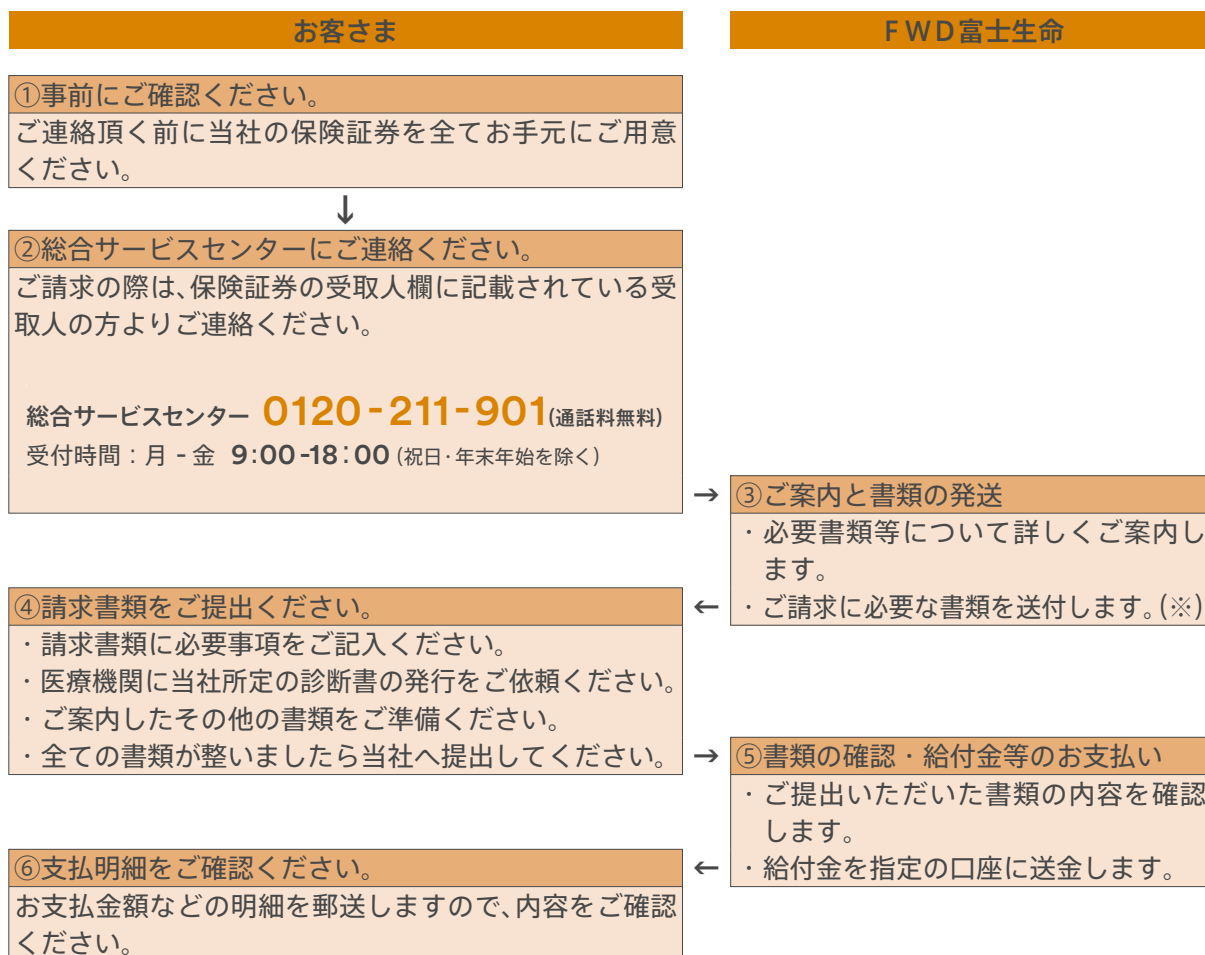 お客さま
FWD富士生命
①事前にご確認ください。
ご連絡頂く前に当社の保険証券を全てお手元にご用意
ください。
↓
②総合サービスセンターにご連絡ください。
ご請求の際は、保険証券の受取人欄に記載されている受
取人の方よりご連絡ください。
総合サービスセンター 0120-211-901(通話料無料)
受付時間：月-金 9:00-18:00(祝日・年末年始を除く)
→
③ご案内と書類の発送
・必要書類等について詳しくご案内し
ます。
・ご請求に必要な書類を送付します。(※)
←
④請求書類をご提出ください。
・請求書類に必要事項をご記入ください。
・医療機関に当社所定の診断書の発行をご依頼ください。
・ご案内したその他の書類をご準備ください。
・全ての書類が整いましたら当社へ提出してください。
→
⑤書類の確認・給付金等のお支払い
・ご提出いただいた書類の内容を確認
します。
・給付金を指定の口座に送金します。
←
⑥支払明細をご確認ください。
お支払金額などの明細を郵送しますので、内容をご確認
ください。